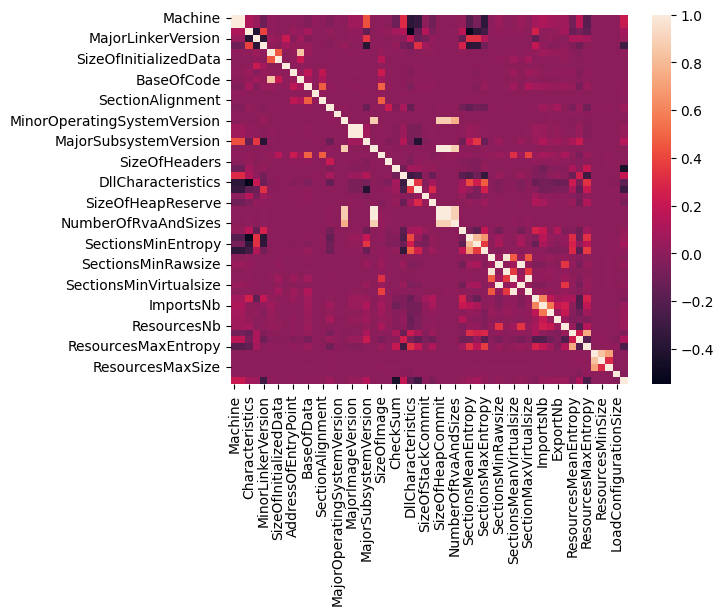 Machine
MajorLinkerVersion
SizeOfInitializedData
BaseOfCode
SectionAlignment
MinorOperatingSystemVersion
MajorSubsystemVersion
SizeOfHeaders
DllCharacteristics
SizeOfHeapReserve
NumberOfRvaAndSizes
SectionsMinEntropy
SectionsMinRawsize
SectionsMinVirtualsize
ImportsNb
ResourcesNb
ResourcesMaxEntropy
ResourcesMaxSize
1.0
0.8
0.6
0.4
0.2
0.0
−0.2
−0.4
Machine
Characteristics
MinorLinkerVersion
SizeOfInitializedData
AddressOfEntryPoint
BaseOfData
SectionAlignment
MajorOperatingSystemVersion
MajorImageVersion
MajorSubsystemVersion
SizeOfImage
CheckSum
DllCharacteristics
SizeOfStackCommit
SizeOfHeapCommit
NumberOfRvaAndSizes
SectionsMeanEntropy
SectionsMaxEntropy
SectionsMinRawsize
SectionsMeanVirtualsize
SectionMaxVirtualsize
ImportsNb
ExportNb
ResourcesMeanEntropy
ResourcesMaxEntropy
ResourcesMinSize
LoadConfigurationSize